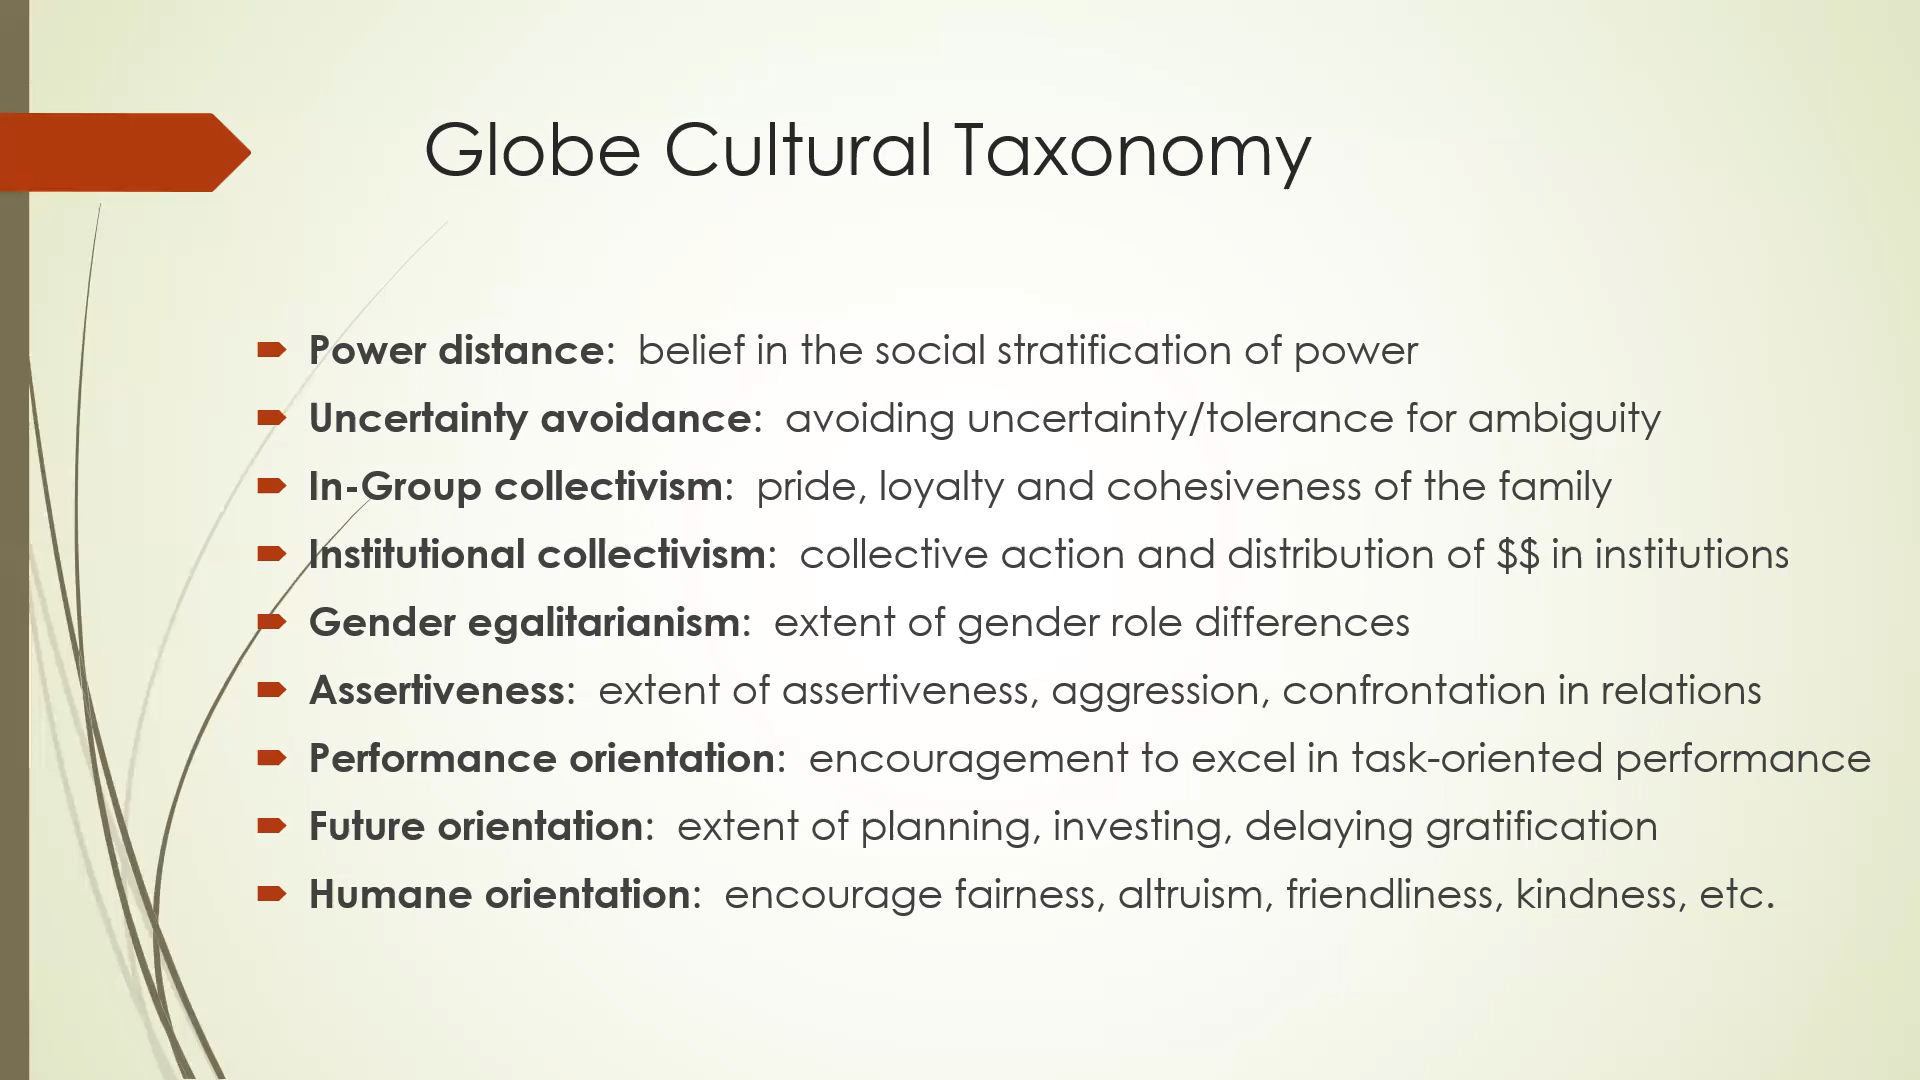 Globe Cultural Taxonomy
Power distance:  belief in the social stratification of power
Uncertainty avoidance:  avoiding uncertainty/tolerance for ambiguity
In-Group collectivism:  pride, loyalty and cohesiveness of the family
Institutional collectivism:  collective action and distribution of $$ in institutions
Gender egalitarianism:  extent of gender role differences
Assertiveness:  extent of assertiveness, aggression, confrontation in relations
Performance orientation:  encouragement to excel in task-oriented performance
Future orientation:  extent of planning, investing, delaying gratification
Humane orientation:  encourage fairness, altruism, friendliness, kindness, etc.